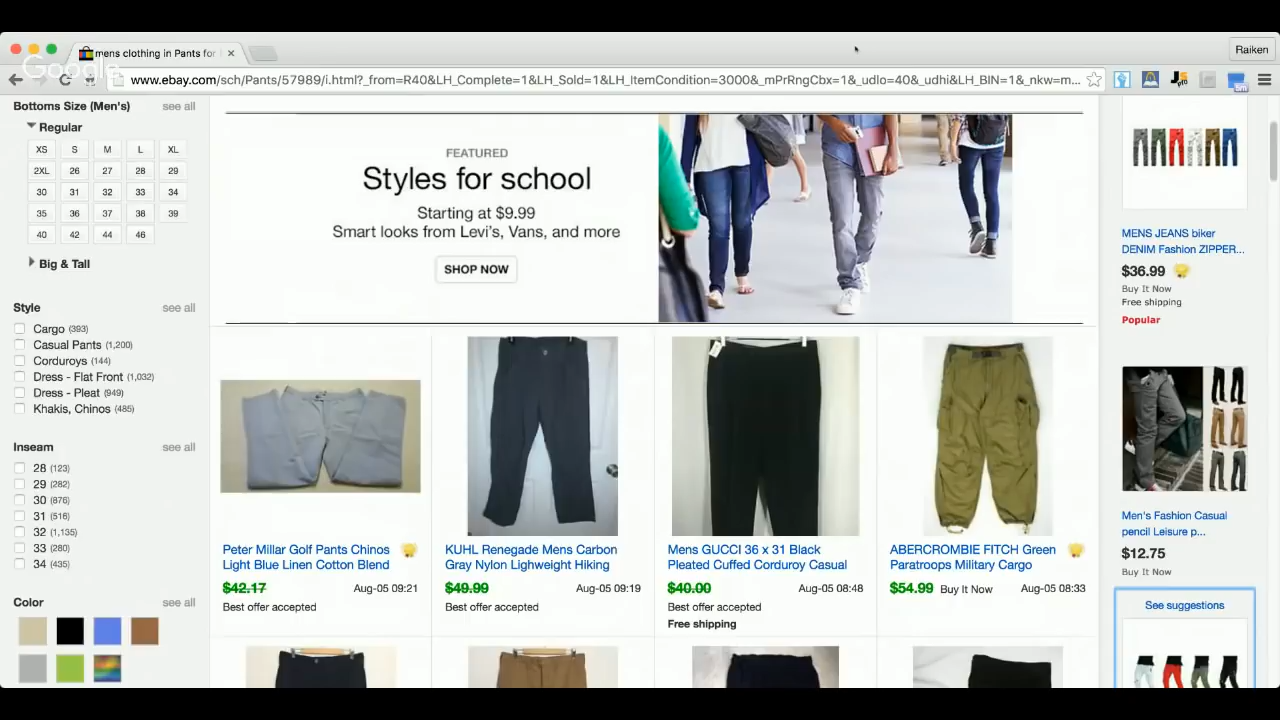 mens clothing in Pants for
Raiken
Google
www.ebay.com/sch/Pants/57989/i.html?_from=R40&LH_Complete=1&LH_Sold=1&LH_ItemCondition=3000&_mPrRngCbx=1&_udlo=40&_udhi&LH_BIN=1&_nkw=m...
5m
Bottoms Size (Men's) see all
Regular
XS S M L XL
2XL 26 27 28 29
30 31 32 33 34
35 36 37 38 39
40 42 44 46
Big & Tall
Style see all
Cargo (393)
Casual Pants (1,200)
Corduroys (144)
Dress - Flat Front (1,032)
Dress - Pleat (949)
Khakis, Chinos (485)
Inseam see all
28 (123)
29 (282)
30 (876)
31 (516)
32 (1,135)
33 (280)
34 (435)
Color see all
FEATURED
Styles for school
Starting at $9.99
Smart looks from Levi's, Vans, and more
SHOP NOW
Peter Millar Golf Pants Chinos
Light Blue Linen Cotton Blend
$42.17 Aug-05 09:21
Best offer accepted
KUHL Renegade Mens Carbon
Gray Nylon Lighweight Hiking
$49.99 Aug-05 09:19
Best offer accepted
Mens GUCCI 36 x 31 Black
Pleated Cuffed Corduroy Casual
$40.00 Aug-05 08:48
Best offer accepted
Free shipping
ABERCROMBIE FITCH Green
Paratroops Military Cargo
$54.99 Buy It Now Aug-05 08:33
MENS JEANS biker
DENIM Fashion ZIPPER...
$36.99
Buy It Now
Free shipping
Popular
Men's Fashion Casual
pencil Leisure p...
$12.75
Buy It Now
See suggestions